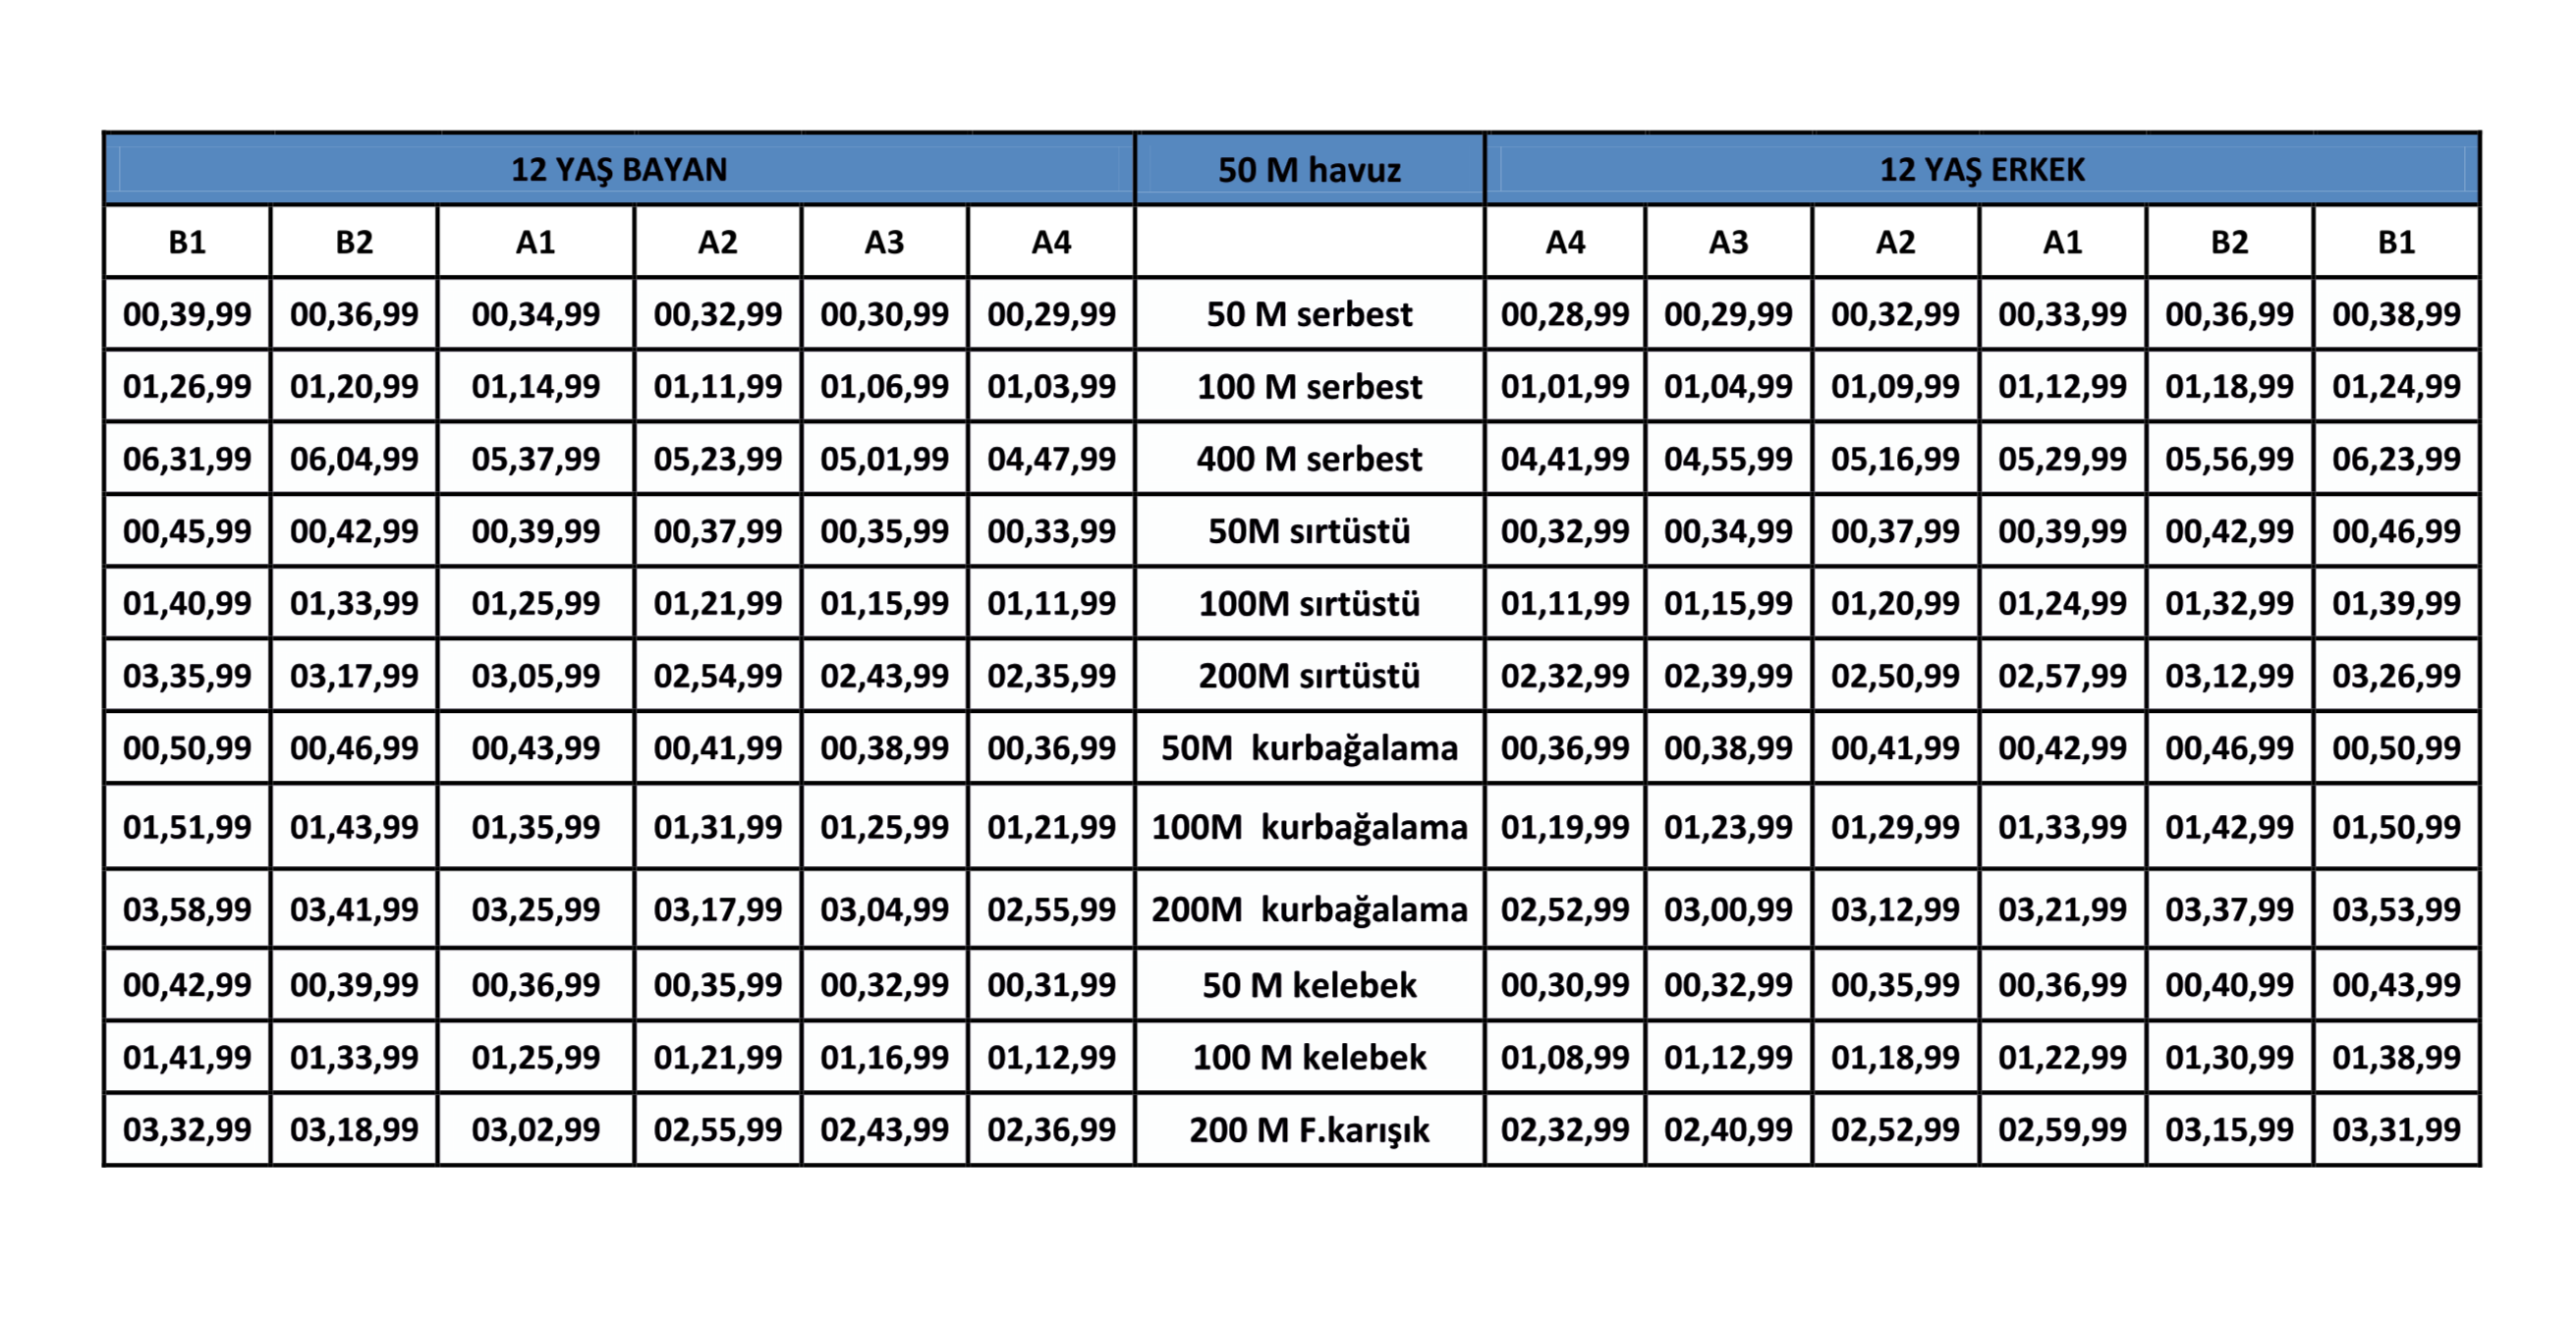 12 YAŞ BAYAN 50 M havuz 12 YAŞ ERKEK
B1 B2 A1 A2 A3 A4 A4 A3 A2 A1 B2 B1
00,39,99 00,36,99 00,34,99 00,32,99 00,30,99 00,29,99 50 M serbest 00,28,99 00,29,99 00,32,99 00,33,99 00,36,99 00,38,99
01,26,99 01,20,99 01,14,99 01,11,99 01,06,99 01,03,99 100 M serbest 01,01,99 01,04,99 01,09,99 01,12,99 01,18,99 01,24,99
06,31,99 06,04,99 05,37,99 05,23,99 05,01,99 04,47,99 400 M serbest 04,41,99 04,55,99 05,16,99 05,29,99 05,56,99 06,23,99
00,45,99 00,42,99 00,39,99 00,37,99 00,35,99 00,33,99 50M sırtüstü 00,32,99 00,34,99 00,37,99 00,39,99 00,42,99 00,46,99
01,40,99 01,33,99 01,25,99 01,21,99 01,15,99 01,11,99 100M sırtüstü 01,11,99 01,15,99 01,20,99 01,24,99 01,32,99 01,39,99
03,35,99 03,17,99 03,05,99 02,54,99 02,43,99 02,35,99 200M sırtüstü 02,32,99 02,39,99 02,50,99 02,57,99 03,12,99 03,26,99
00,50,99 00,46,99 00,43,99 00,41,99 00,38,99 00,36,99 50M kurbağalama 00,36,99 00,38,99 00,41,99 00,42,99 00,46,99 00,50,99
01,51,99 01,43,99 01,35,99 01,31,99 01,25,99 01,21,99 100M kurbağalama 01,19,99 01,23,99 01,29,99 01,33,99 01,42,99 01,50,99
03,58,99 03,41,99 03,25,99 03,17,99 03,04,99 02,55,99 200M kurbağalama 02,52,99 03,00,99 03,12,99 03,21,99 03,37,99 03,53,99
00,42,99 00,39,99 00,36,99 00,35,99 00,32,99 00,31,99 50 M kelebek 00,30,99 00,32,99 00,35,99 00,36,99 00,40,99 00,43,99
01,41,99 01,33,99 01,25,99 01,21,99 01,16,99 01,12,99 100 M kelebek 01,08,99 01,12,99 01,18,99 01,22,99 01,30,99 01,38,99
03,32,99 03,18,99 03,02,99 02,55,99 02,43,99 02,36,99 200 M F.karışık 02,32,99 02,40,99 02,52,99 02,59,99 03,15,99 03,31,99